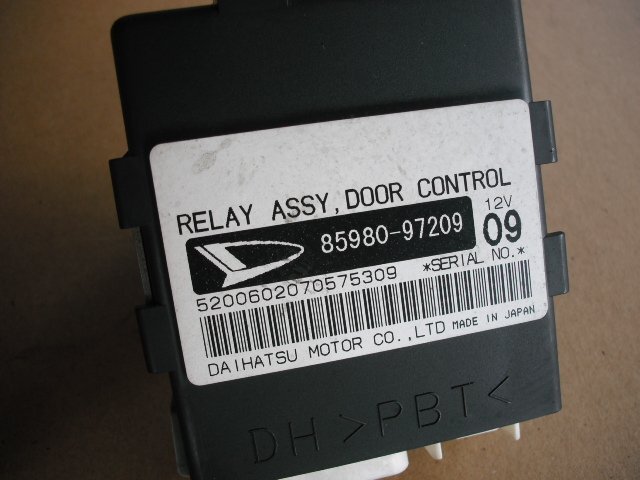 RELAY ASSY, DOOR CONTROL
85980-97209
12V
09
5200602070575309 *SERIAL NO.*
DAIHATSU MOTOR CO.,LTD MADE IN JAPAN
DH >PBT<